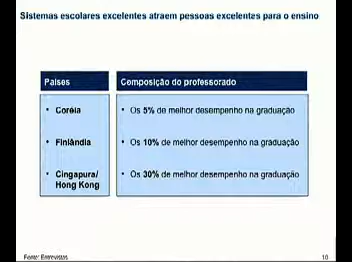 Sistemas escolares excelentes atraem pessoas excelentes para o ensino
Países
Composição do professorado
• Coréia
• Os 5% de melhor desempenho na graduação
• Finlândia
• Os 10% de melhor desempenho na graduação
• Cingapura/
Hong Kong
• Os 30% de melhor desempenho na graduação
Fonte: Entrevistas
10